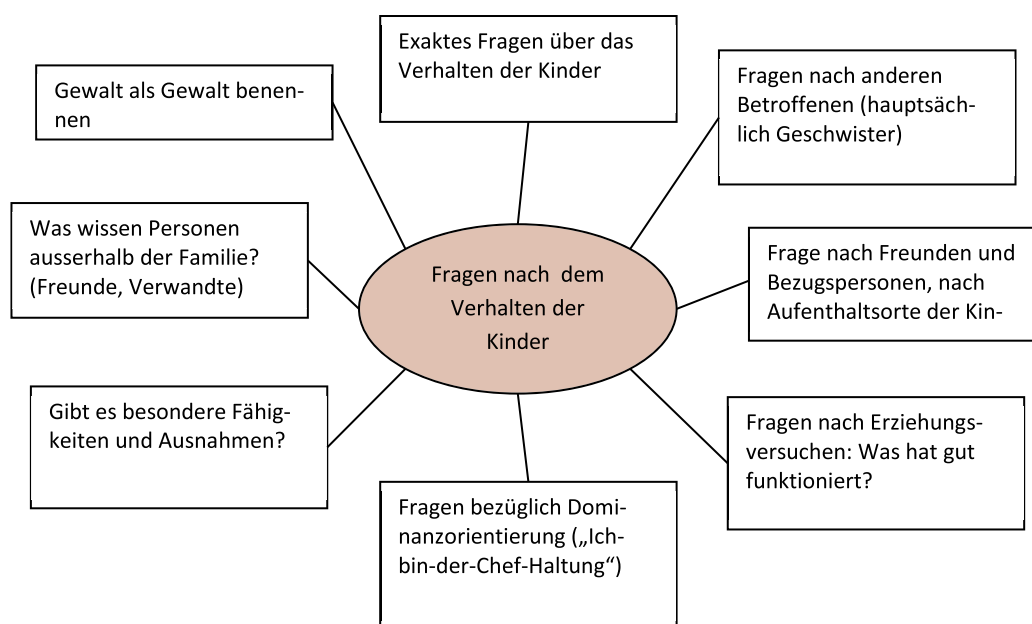 Exaktes Fragen über das
Verhalten der Kinder
Gewalt als Gewalt benen-
nen
Fragen nach anderen
Betroffenen (hauptsäch-
lich Geschwister)
Was wissen Personen
ausserhalb der Familie?
(Freunde, Verwandte)
Fragen nach  dem
Verhalten der
Kinder
Frage nach Freunden und
Bezugspersonen, nach
Aufenthaltsorte der Kin-
Gibt es besondere Fähig-
keiten und Ausnahmen?
Fragen nach Erziehungs-
versuchen: Was hat gut
funktioniert?
Fragen bezüglich Domi-
nanzorientierung („Ich-
bin-der-Chef-Haltung“)